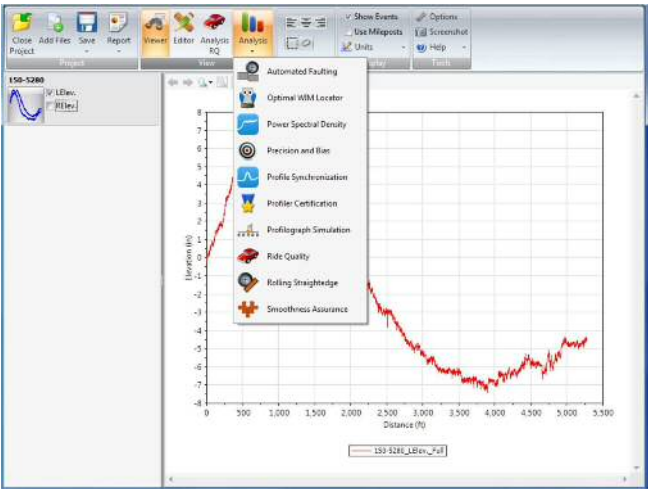 Close Project
Add Files
Save
Report
Viewer
Editor
Analysis RQ
Analysis
Show Events
Use Mileposts
Units
Options
Screenshot
Help
Project
View
Tools
150-5280
LElev.
RElev.
Automated Faulting
Optimal WIM Locator
Power Spectral Density
Precision and Bias
Profile Synchronization
Profiler Certification
Profilograph Simulation
Ride Quality
Rolling Straightedge
Smoothness Assurance
Elevation (in)
8
7
6
5
4
3
2
1
0
-1
-2
-3
-4
-5
-6
-7
-8
0 500 1,000 1,500 2,000 2,500 3,000 3,500 4,000 4,500 5,000 5,500
Distance (ft)
150-5280_LElev._Full